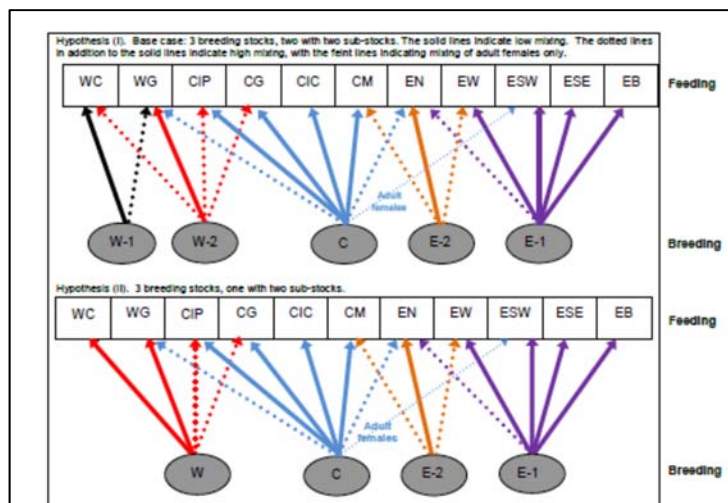 Hypothesis (I). Base case: 3 breeding stocks, two with two sub-stocks. The solid lines indicate low mixing. The dotted lines
in addition to the solid lines indicate high mixing, with the feint lines indicating mixing of adult females only.
WC WG CIP CG CIC CM EN EW ESW ESE EB
Feeding
Adult
females
W-1 W-2 C E-2 E-1
Breeding
Hypothesis (II). 3 breeding stocks, one with two sub-stocks.
WC WG CIP CG CIC CM EN EW ESW ESE EB
Feeding
Adult
females
W C E-2 E-1
Breeding